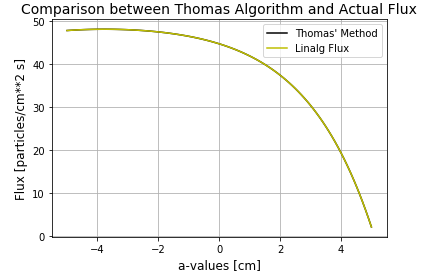 Comparison between Thomas Algorithm and Actual Flux
50
40
30
20
10
0
Flux [particles/cm**2 s]
Thomas' Method
Linalg Flux
−4
−2
0
2
4
a-values [cm]